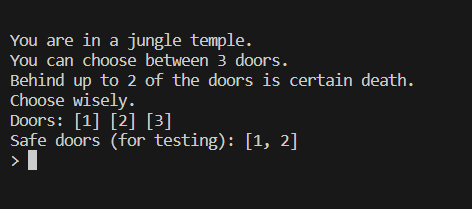 You are in a jungle temple.
You can choose between 3 doors.
Behind up to 2 of the doors is certain death.
Choose wisely.
Doors: [1] [2] [3]
Safe doors (for testing): [1, 2]
>